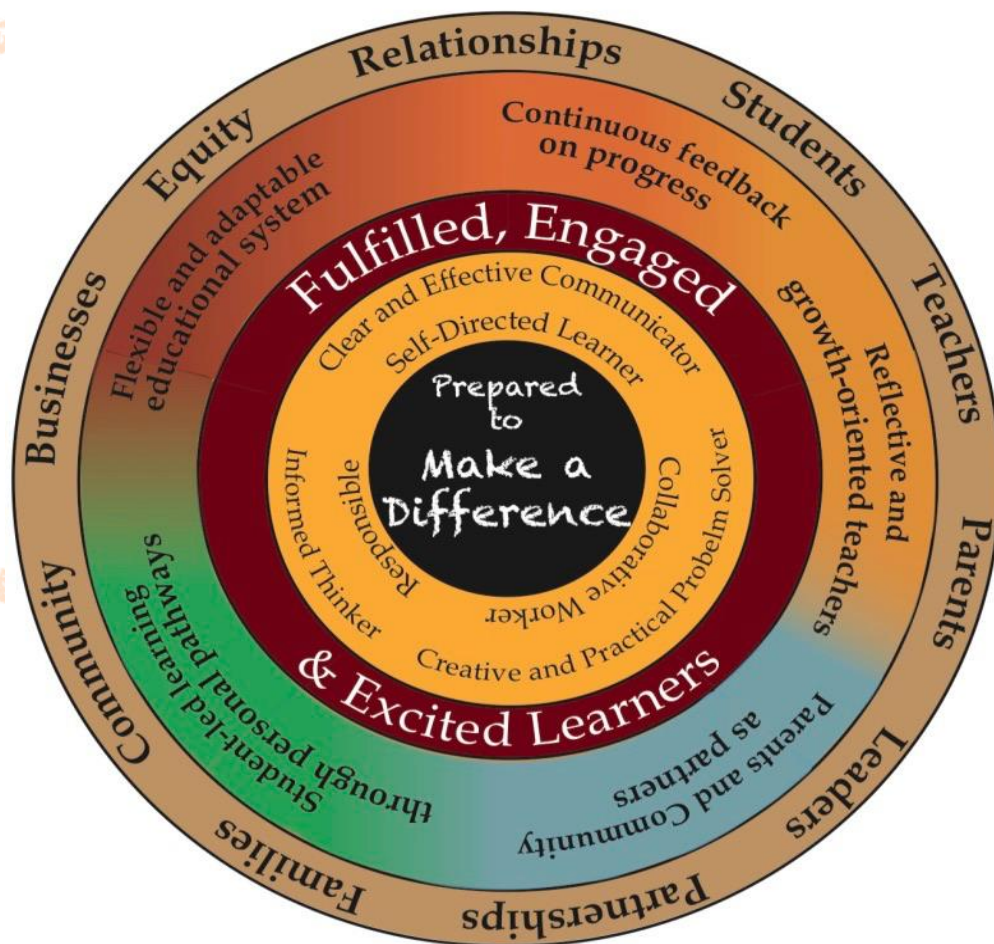 Relationships
Students
Teachers
Parents
Leaders
Partnerships
Families
Community
Businesses
Equity
Continuous feedback
on progress
Reflective and
growth-oriented teachers
Parents and Community
as partners
Student-led learning
through personal pathways
Flexible and adaptable
educational system
Fulfilled, Engaged
& Excited Learners
Clear and Effective Communicator
Creative and Practical Probelm Solver
Informed Thinker
Self-Directed Learner
Collaborative Worker
Responsible
Prepared
to
Make a
Difference